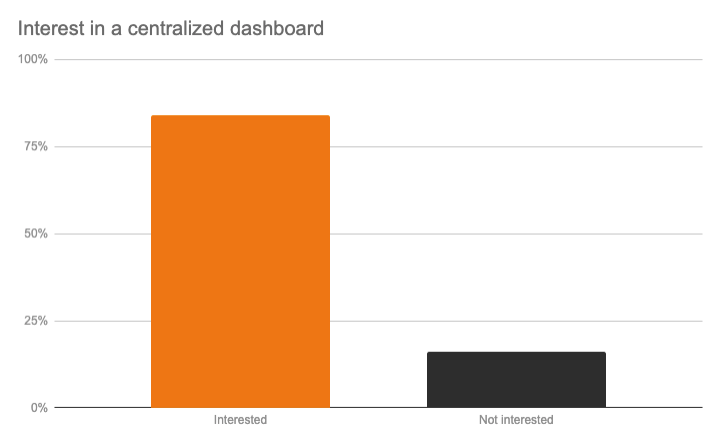 Interest in a centralized dashboard
100%
75%
50%
25%
0%
Interested Not interested